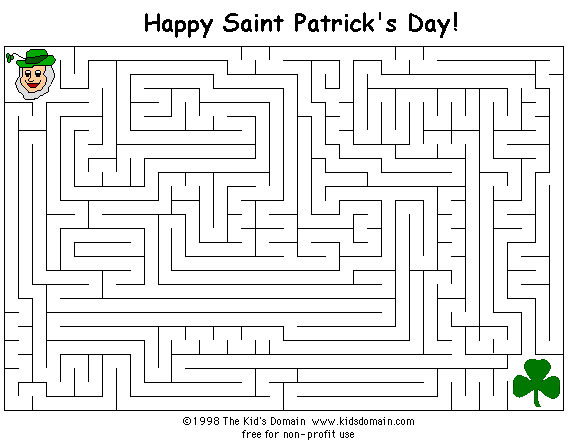 Happy Saint Patrick's Day!
©1998 The Kid's Domain www.kidsdomain.com
free for non-profit use